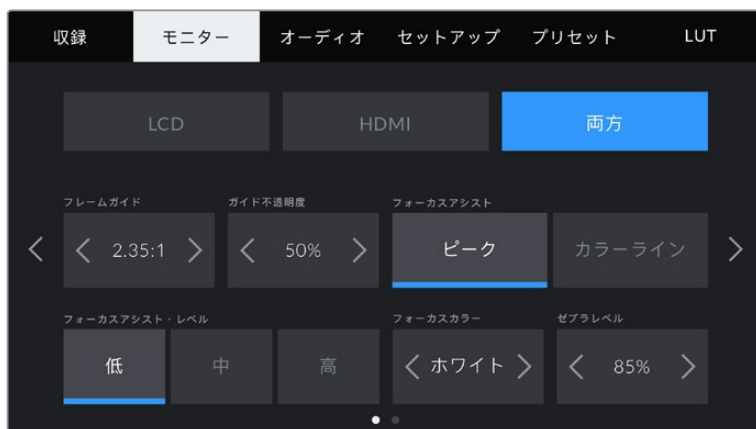 収録 モニター オーディオ セットアップ プリセット LUT
LCD HDMI 両方
フレームガイド ガイド不透明度 フォーカスアシスト
2.35:1 50% ピーク カラーライン
フォーカスアシスト・レベル フォーカスカラー ゼブラレベル
低 中 高 ホワイト 85%